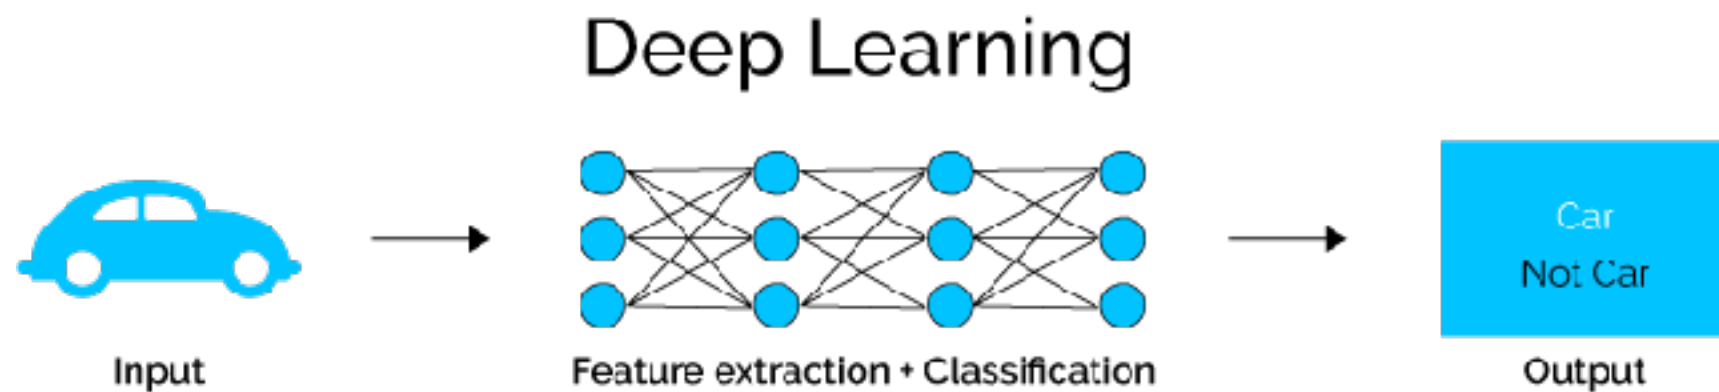 Deep Learning
Car
Not Car
Input
Feature extraction + Classification
Output